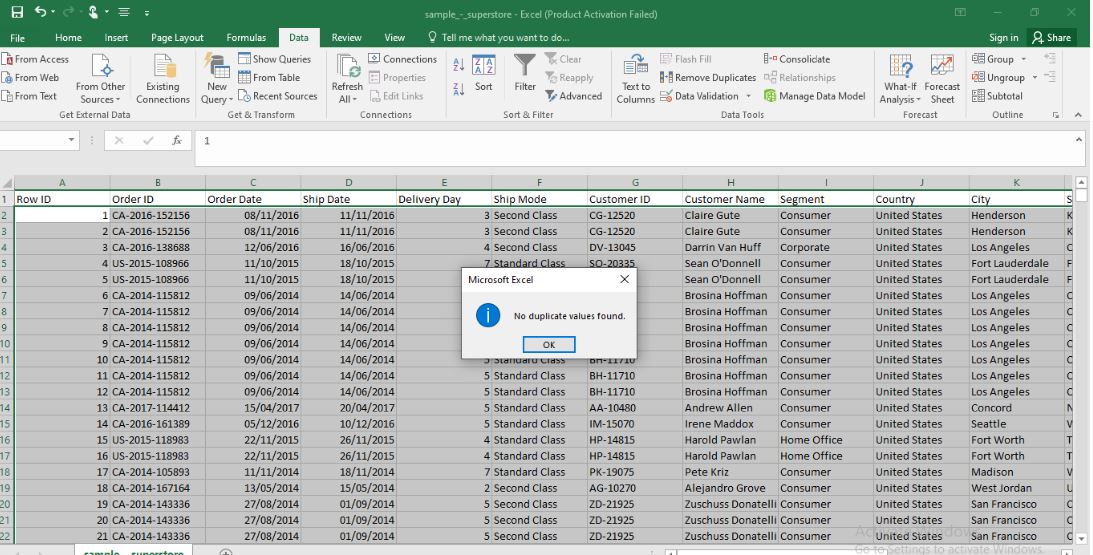 sample_-_superstore - Excel (Product Activation Failed)
File Home Insert Page Layout Formulas Data Review View Tell me what you want to do... Sign in Share
From Access
From Web
From Text
From Other Sources
Existing Connections
Get External Data
New Query
Show Queries
From Table
Recent Sources
Get & Transform
Refresh All
Connections
Properties
Edit Links
Connections
Sort
Filter
Clear
Reapply
Advanced
Sort & Filter
Text to Columns
Flash Fill
Remove Duplicates
Data Validation
Consolidate
Relationships
Manage Data Model
Data Tools
What-If Analysis
Forecast Sheet
Forecast
Group
Ungroup
Subtotal
Outline
fx 1
A B C D E F G H I J K
1 Row ID Order ID Order Date Ship Date Delivery Day Ship Mode Customer ID Customer Name Segment Country City S
2 1 CA-2016-152156 08/11/2016 11/11/2016 3 Second Class CG-12520 Claire Gute Consumer United States Henderson K
3 2 CA-2016-152156 08/11/2016 11/11/2016 3 Second Class CG-12520 Claire Gute Consumer United States Henderson K
4 3 CA-2016-138688 12/06/2016 16/06/2016 4 Second Class DV-13045 Darrin Van Huff Corporate United States Los Angeles C
5 4 US-2015-108966 11/10/2015 18/10/2015 7 Standard Class SO-20335 Sean O'Donnell Consumer United States Fort Lauderdale F
6 5 US-2015-108966 11/10/2015 18/10/2015 Sean O'Donnell Consumer United States Fort Lauderdale F
7 6 CA-2014-115812 09/06/2014 14/06/2014 Brosina Hoffman Consumer United States Los Angeles C
8 7 CA-2014-115812 09/06/2014 14/06/2014 Brosina Hoffman Consumer United States Los Angeles C
9 8 CA-2014-115812 09/06/2014 14/06/2014 Brosina Hoffman Consumer United States Los Angeles C
10 9 CA-2014-115812 09/06/2014 14/06/2014 Brosina Hoffman Consumer United States Los Angeles C
11 10 CA-2014-115812 09/06/2014 14/06/2014 5 Standard Class BH-11710 Brosina Hoffman Consumer United States Los Angeles C
12 11 CA-2014-115812 09/06/2014 14/06/2014 5 Standard Class BH-11710 Brosina Hoffman Consumer United States Los Angeles C
13 12 CA-2014-115812 09/06/2014 14/06/2014 5 Standard Class BH-11710 Brosina Hoffman Consumer United States Los Angeles C
14 13 CA-2017-114412 15/04/2017 20/04/2017 5 Standard Class AA-10480 Andrew Allen Consumer United States Concord N
15 14 CA-2016-161389 05/12/2016 10/12/2016 5 Standard Class IM-15070 Irene Maddox Consumer United States Seattle
16 15 US-2015-118983 22/11/2015 26/11/2015 4 Standard Class HP-14815 Harold Pawlan Home Office United States Fort Worth T
17 16 US-2015-118983 22/11/2015 26/11/2015 4 Standard Class HP-14815 Harold Pawlan Home Office United States Fort Worth T
18 17 CA-2014-105893 11/11/2014 18/11/2014 7 Standard Class PK-19075 Pete Kriz Consumer United States Madison
19 18 CA-2014-167164 13/05/2014 15/05/2014 2 Second Class AG-10270 Alejandro Grove Consumer United States West Jordan U
20 19 CA-2014-143336 27/08/2014 01/09/2014 5 Second Class ZD-21925 Zuschuss Donatelli Consumer United States San Francisco C
21 20 CA-2014-143336 27/08/2014 01/09/2014 5 Second Class ZD-21925 Zuschuss Donatelli Consumer United States San Francisco C
22 21 CA-2014-143336 27/08/2014 01/09/2014 5 Second Class ZD-21925 Zuschuss Donatelli Consumer United States San Francisco C
Microsoft Excel
No duplicate values found.
OK
sample_-_superstore
Activate Windows
Go to Settings to activate Windows.